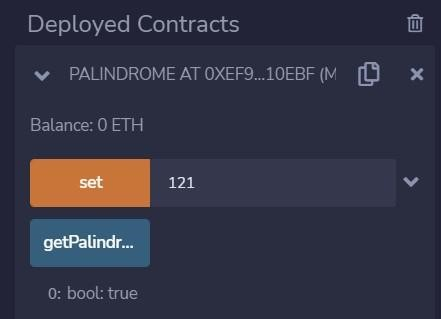 Deployed Contracts
PALINDROME AT 0XEF9...10EBF (M
Balance: 0 ETH
set 121
getPalindr...
0: bool: true